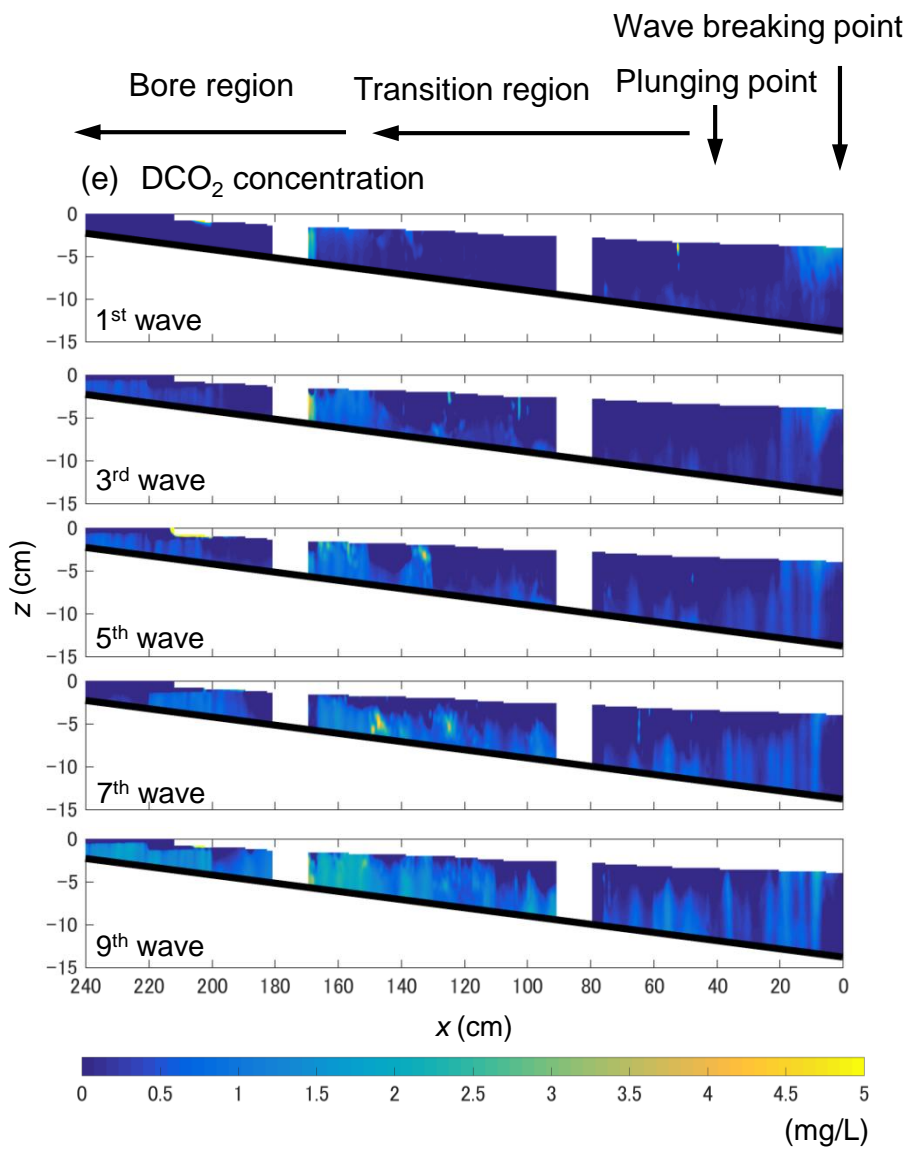 Wave breaking point
Bore region Transition region Plunging point
(e) DCO₂ concentration
0
−5
−10
−15
1st wave
0
−5
−10
−15
3rd wave
0
−5
−10
−15
5th wave
z (cm)
0
−5
−10
−15
7th wave
0
−5
−10
−15
9th wave
240 220 200 180 160 140 120 100 80 60 40 20 0
x (cm)
0 0.5 1 1.5 2 2.5 3 3.5 4 4.5 5
(mg/L)